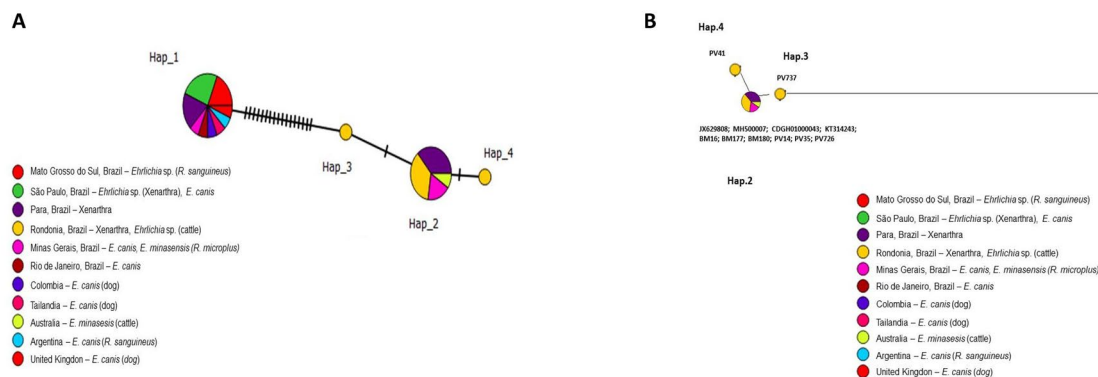 A
Hap_1
Hap_3
Hap_4
Hap_2
Mato Grosso do Sul, Brazil – Ehrlichia sp. (R. sanguineus)
São Paulo, Brazil – Ehrlichia sp. (Xenarthra), E. canis
Para, Brazil – Xenarthra
Rondonia, Brazil – Xenarthra, Ehrlichia sp. (cattle)
Minas Gerais, Brazil – E. canis, E. minasensis (R. microplus)
Rio de Janeiro, Brazil – E. canis
Colombia – E. canis (dog)
Tailandia – E. canis (dog)
Australia – E. minasesis (cattle)
Argentina – E. canis (R. sanguineus)
United Kingdon – E. canis (dog)
B
Hap.4
PV41
Hap.3
PV737
JX629808; MH500007; CDGH01000043; KT314243;
BM16; BM177; BM180; PV14; PV35; PV726
Hap.2
Mato Grosso do Sul, Brazil – Ehrlichia sp. (R. sanguineus)
São Paulo, Brazil – Ehrlichia sp. (Xenarthra), E. canis
Para, Brazil – Xenarthra
Rondonia, Brazil – Xenarthra, Ehrlichia sp. (cattle)
Minas Gerais, Brazil – E. canis, E. minasensis (R. microplus)
Rio de Janeiro, Brazil – E. canis
Colombia – E. canis (dog)
Tailandia – E. canis (dog)
Australia – E. minasesis (cattle)
Argentina – E. canis (R. sanguineus)
United Kingdon – E. canis (dog)